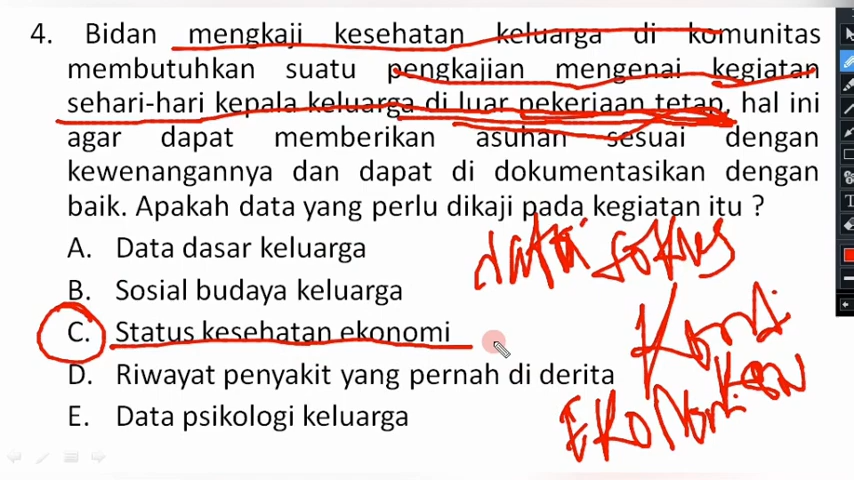 4. Bidan mengkaji kesehatan keluarga di komunitas
membutuhkan suatu pengkajian mengenai kegiatan
sehari-hari kepala keluarga di luar pekerjaan tetap, hal ini
agar dapat memberikan asuhan sesuai dengan
kewenangannya dan dapat di dokumentasikan dengan
baik. Apakah data yang perlu dikaji pada kegiatan itu ?
A. Data dasar keluarga
B. Sosial budaya keluarga
C. Status kesehatan ekonomi
D. Riwayat penyakit yang pernah di derita
E. Data psikologi keluarga
data fokus